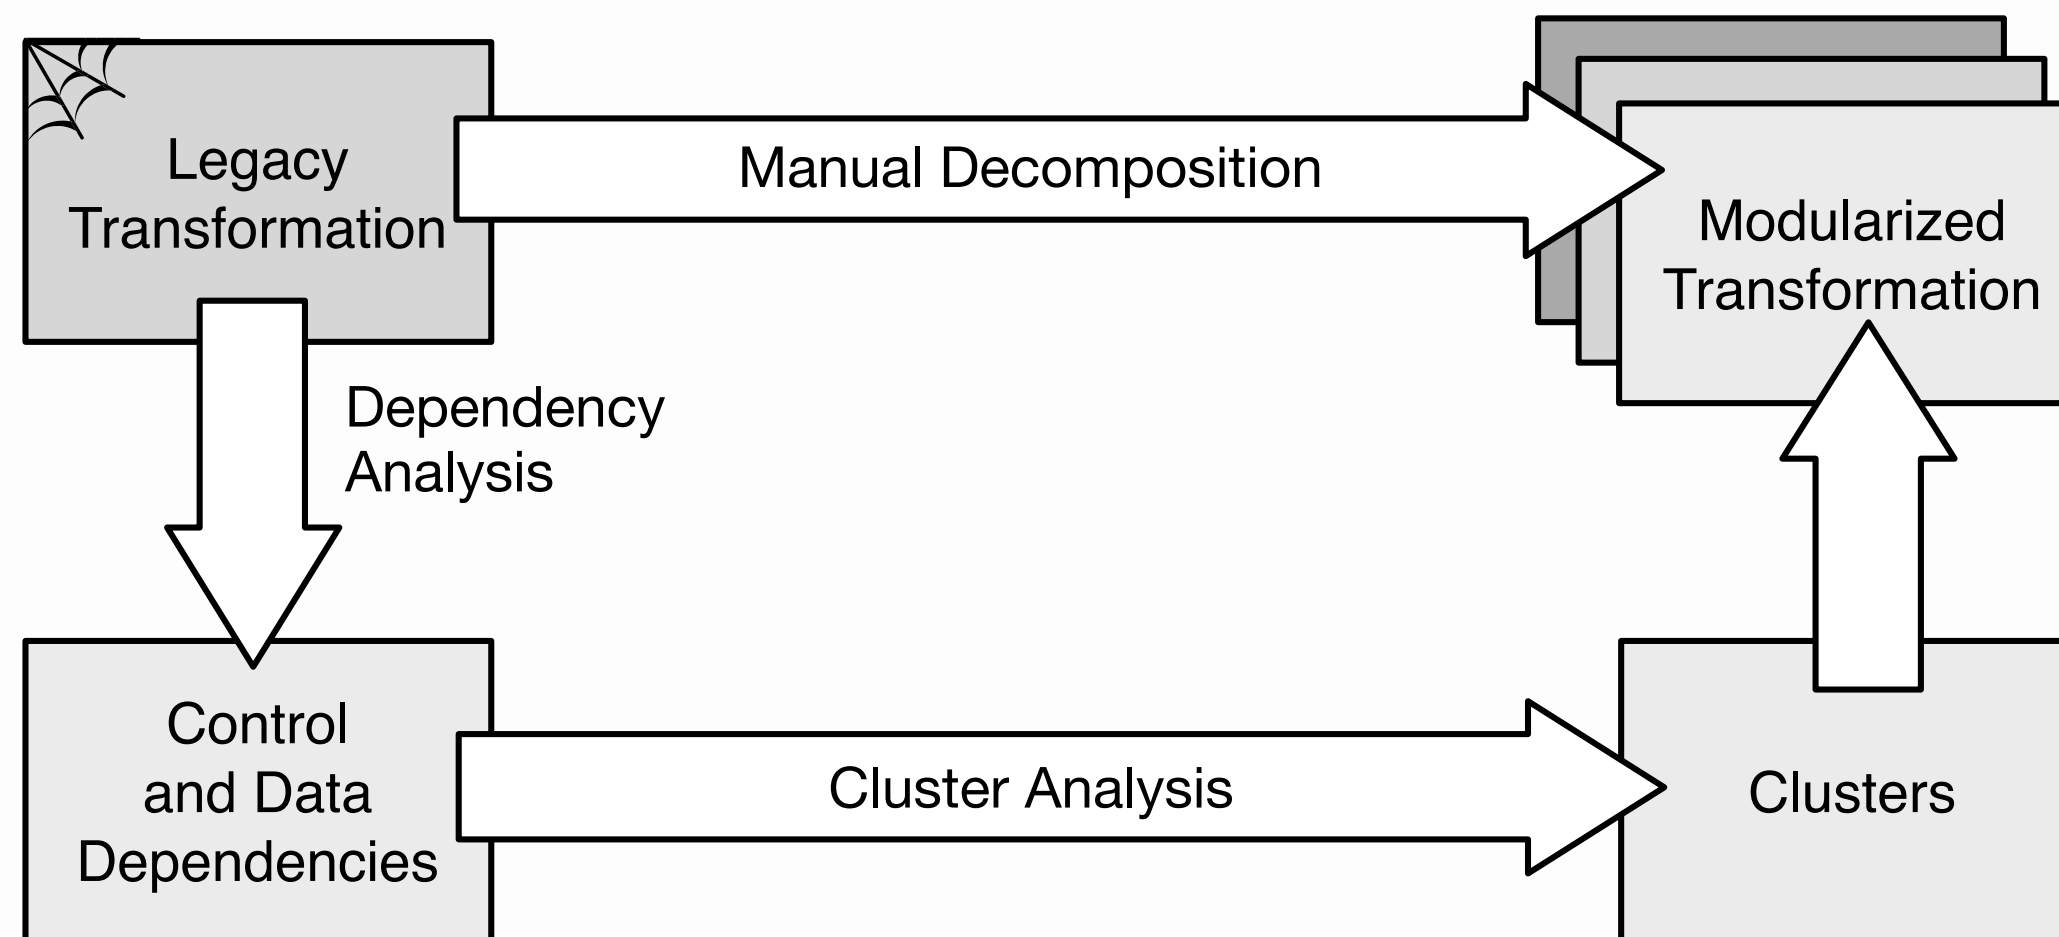 Legacy
Transformation
Manual Decomposition
Modularized
Transformation
Dependency
Analysis
Control
and Data
Dependencies
Cluster Analysis
Clusters